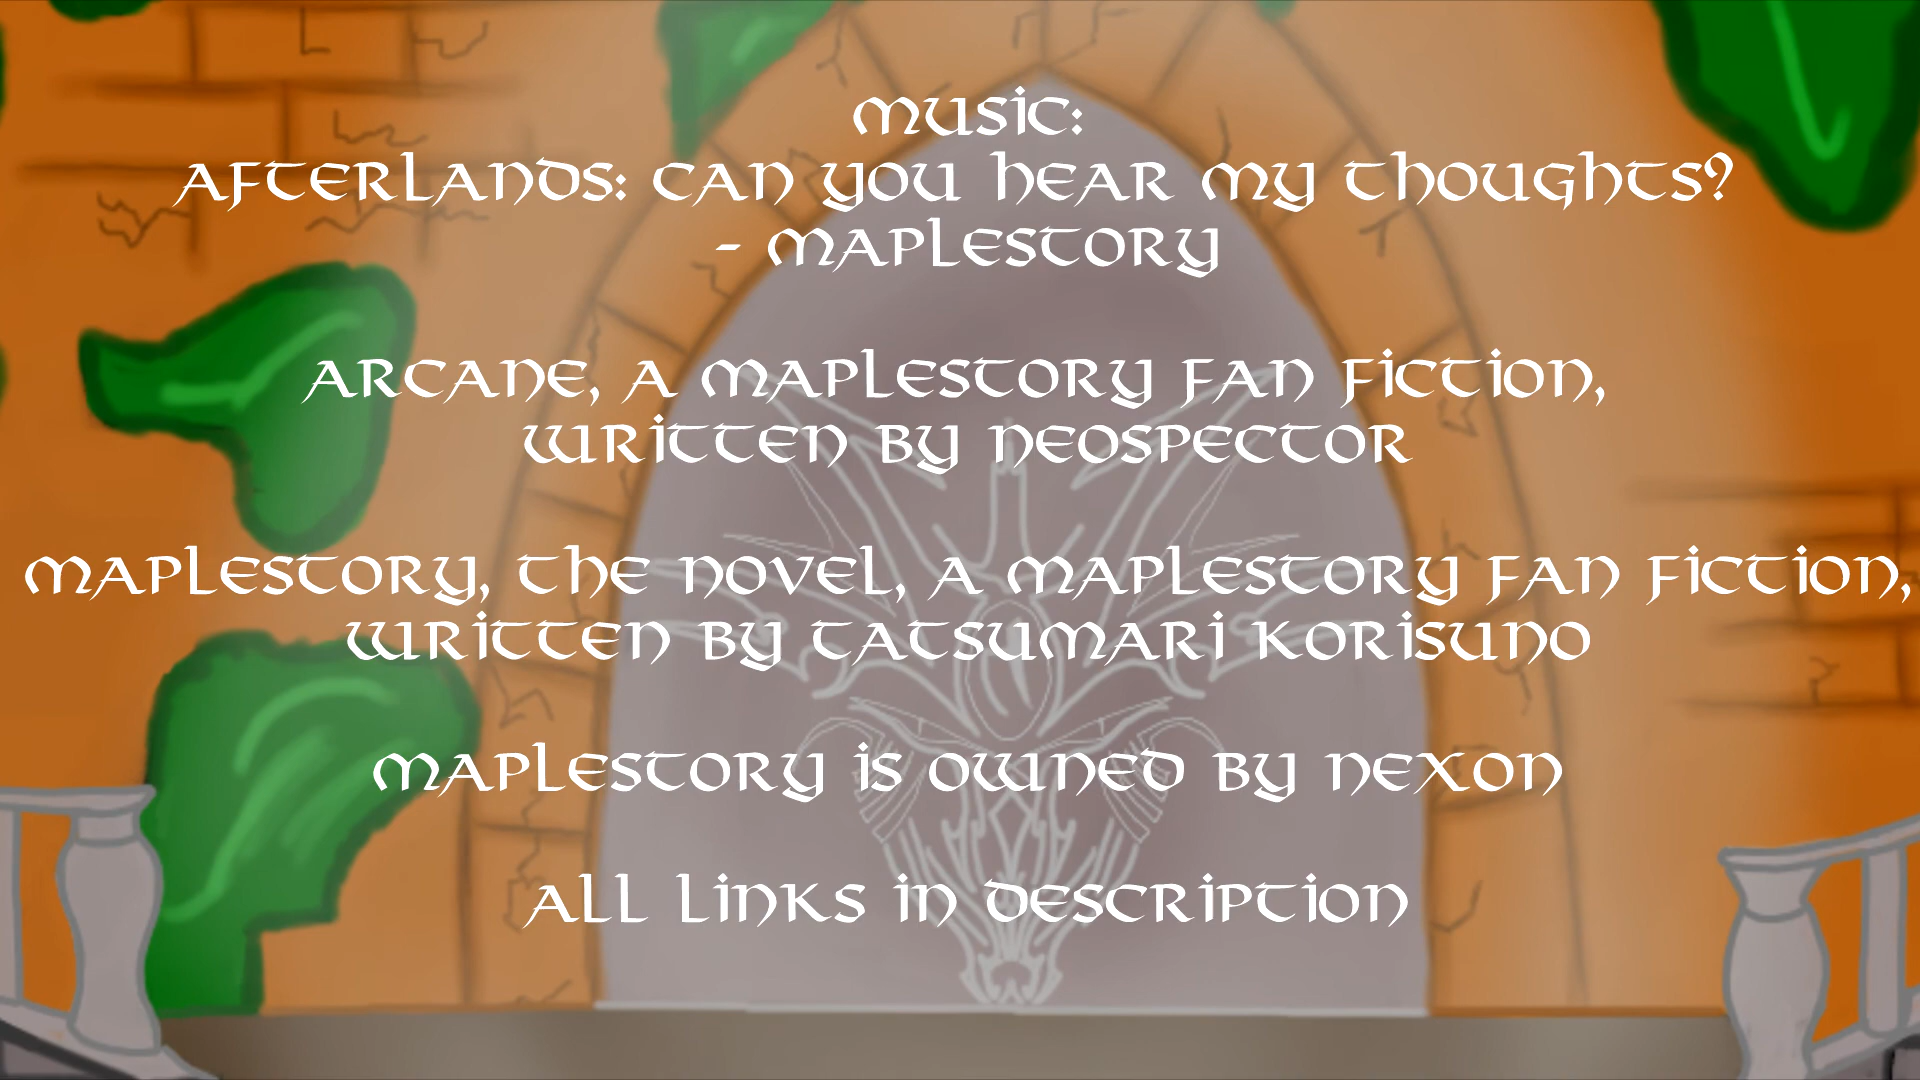 Music:
Afterlands: Can you hear my thoughts?
- MapleStory
Arcane, a MapleStory fan fiction,
written by Neospector
MapleStory, the Novel, a MapleStory fan fiction,
written by Tatsumari Korisuno
MapleStory is owned by Nexon
All links in description